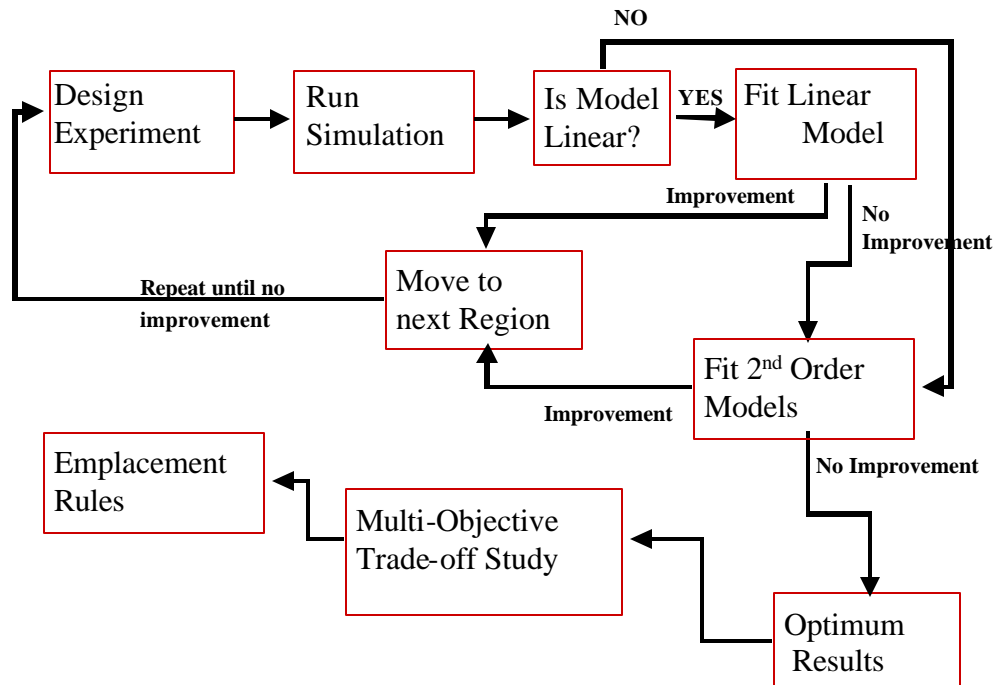 NO
Design
Experiment
Run
Simulation
Is Model
Linear?
YES
Fit Linear
Model
Improvement
No
Improvement
Move to
next Region
Repeat until no
improvement
Fit 2nd Order
Models
Improvement
No Improvement
Emplacement
Rules
Multi-Objective
Trade-off Study
Optimum
Results